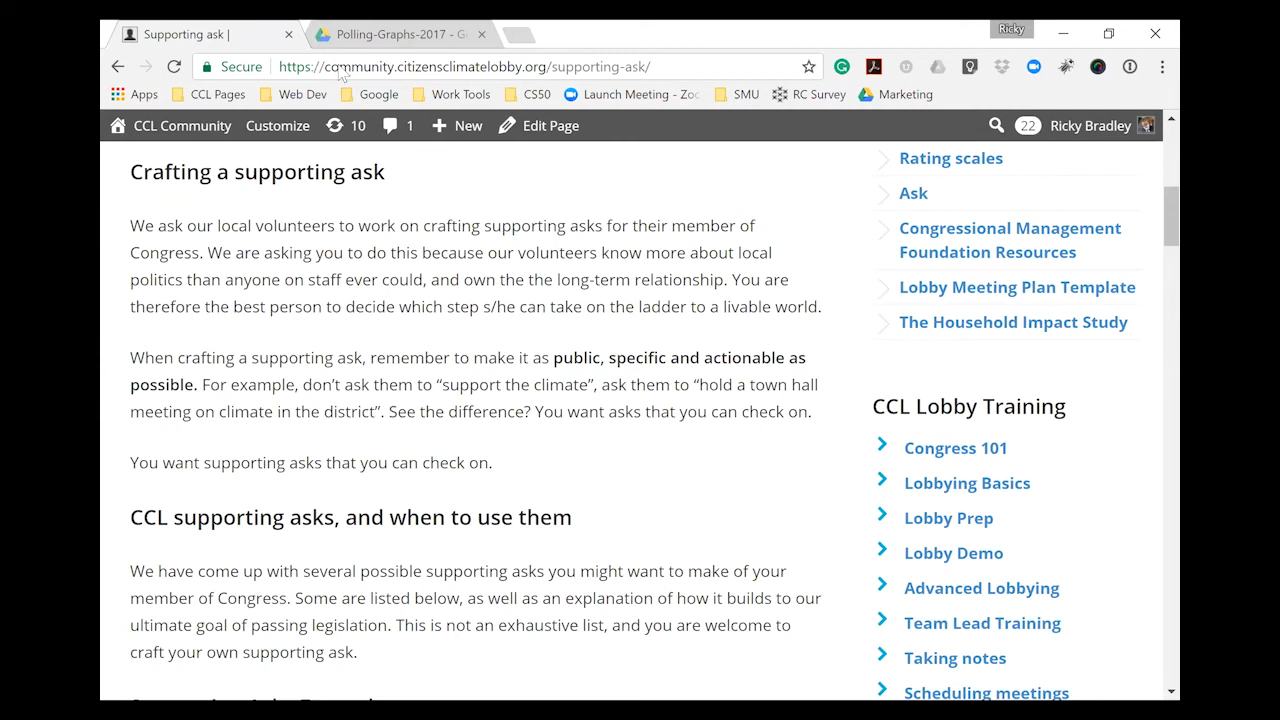 Supporting ask |
Polling-Graphs-2017 - G
Ricky
Secure
https://community.citizensclimatelobby.org/supporting-ask/
Apps
CCL Pages
Web Dev
Google
Work Tools
CS50
Launch Meeting - Zoo
SMU
RC Survey
Marketing
CCL Community
Customize
10
1
New
Edit Page
22
Ricky Bradley
Crafting a supporting ask
We ask our local volunteers to work on crafting supporting asks for their member of
Congress. We are asking you to do this because our volunteers know more about local
politics than anyone on staff ever could, and own the the long-term relationship. You are
therefore the best person to decide which step s/he can take on the ladder to a livable world.
When crafting a supporting ask, remember to make it as public, specific and actionable as
possible. For example, don't ask them to “support the climate”, ask them to “hold a town hall
meeting on climate in the district”. See the difference? You want asks that you can check on.
You want supporting asks that you can check on.
CCL supporting asks, and when to use them
We have come up with several possible supporting asks you might want to make of your
member of Congress. Some are listed below, as well as an explanation of how it builds to our
ultimate goal of passing legislation. This is not an exhaustive list, and you are welcome to
craft your own supporting ask.
Rating scales
Ask
Congressional Management
Foundation Resources
Lobby Meeting Plan Template
The Household Impact Study
CCL Lobby Training
Congress 101
Lobbying Basics
Lobby Prep
Lobby Demo
Advanced Lobbying
Team Lead Training
Taking notes
Scheduling meetings